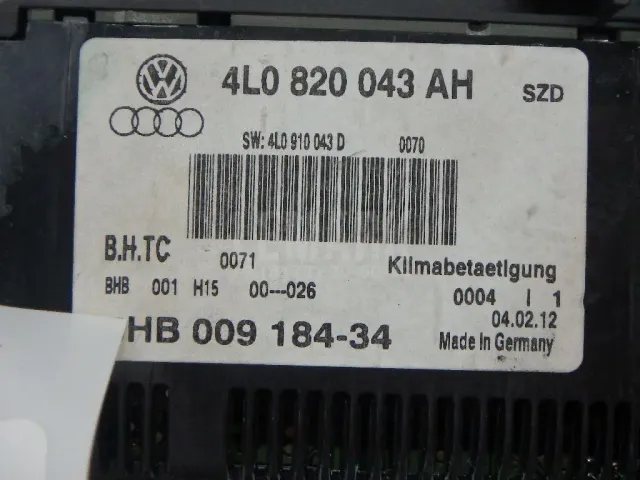 4L0 820 043 AH SZD
SW: 4L0 910 043 D 0070
B.H.TC 0071 Klimabetaetigung
BHB 001 H15 00---026 0004 I 1
04.02.12
HB 009 184-34 Made in Germany